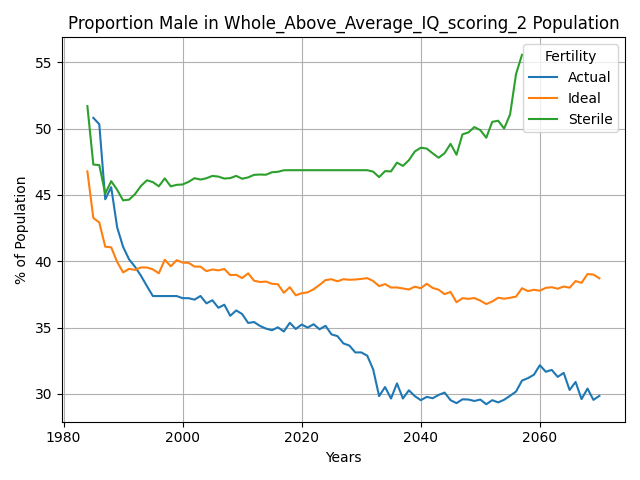 Proportion Male in Whole_Above_Average_IQ_scoring_2 Population
% of Population
55
50
45
40
35
30
1980
2000
2020
2040
2060
Years
Fertility
Actual
Ideal
Sterile